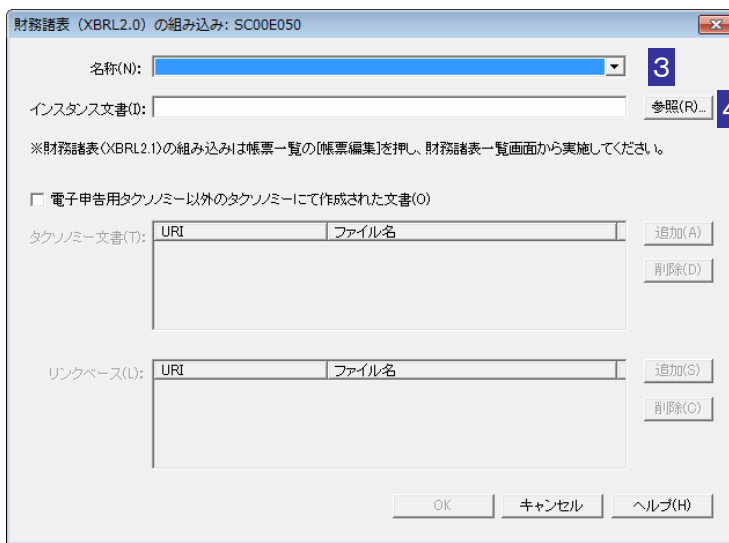 財務諸表（XBRL2.0）の組み込み: SC00E050
名称(N): 3
インスタンス文書(I): 参照(R)... 4
※財務諸表(XBRL2.1)の組み込みは帳票一覧の[帳票編集]を押し、財務諸表一覧画面から実施してください。
電子申告用タクソノミー以外のタクソノミーにて作成された文書(O)
タクソノミー文書(T): URI ファイル名 追加(A)
削除(D)
リンクベース(L): URI ファイル名 追加(S)
削除(C)
OK キャンセル ヘルプ(H)